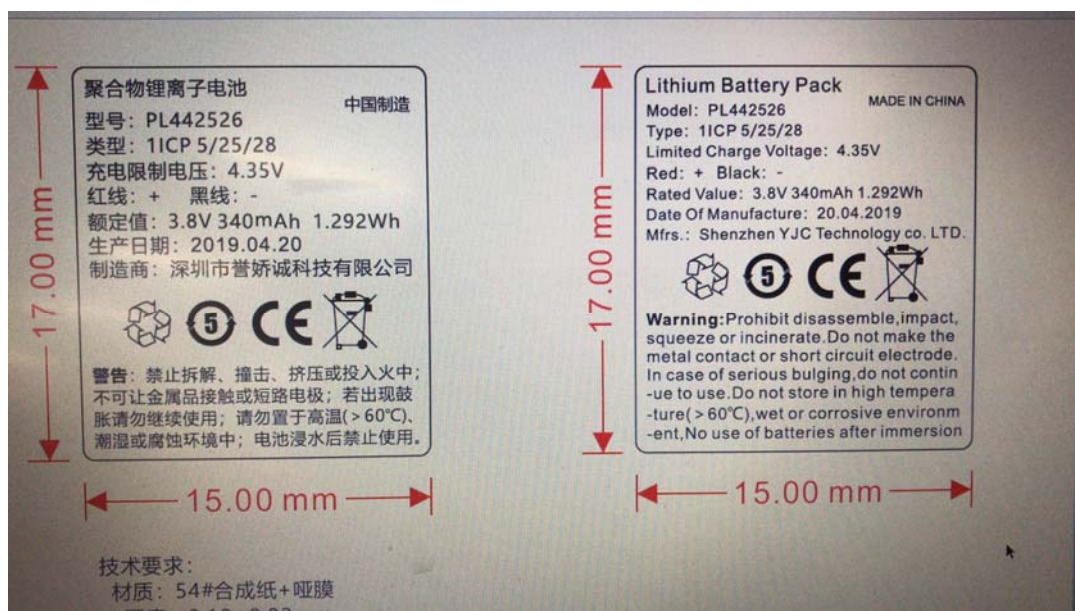 聚合物锂离子电池
中国制造
型号：PL442526
类型：1ICP 5/25/28
充电限制电压：4.35V
红线：+ 黑线：-
额定值：3.8V 340mAh 1.292Wh
生产日期：2019.04.20
制造商：深圳市誉娇诚科技有限公司
5
警告：禁止拆解、撞击、挤压或投入火中；
不可让金属品接触或短路电极；若出现鼓
胀请勿继续使用；请勿置于高温(>60℃)、
潮湿或腐蚀环境中；电池浸水后禁止使用。
17.00 mm
15.00 mm
Lithium Battery Pack
MADE IN CHINA
Model: PL442526
Type: 1ICP 5/25/28
Limited Charge Voltage: 4.35V
Red: + Black: -
Rated Value: 3.8V 340mAh 1.292Wh
Date Of Manufacture: 20.04.2019
Mfrs.: Shenzhen YJC Technology co. LTD.
5
Warning:Prohibit disassemble,impact,
squeeze or incinerate.Do not make the
metal contact or short circuit electrode.
In case of serious bulging,do not contin
-ue to use.Do not store in high tempera
-ture(>60℃),wet or corrosive environm
-ent,No use of batteries after immersion
17.00 mm
15.00 mm
技术要求：
材质：54#合成纸+哑膜